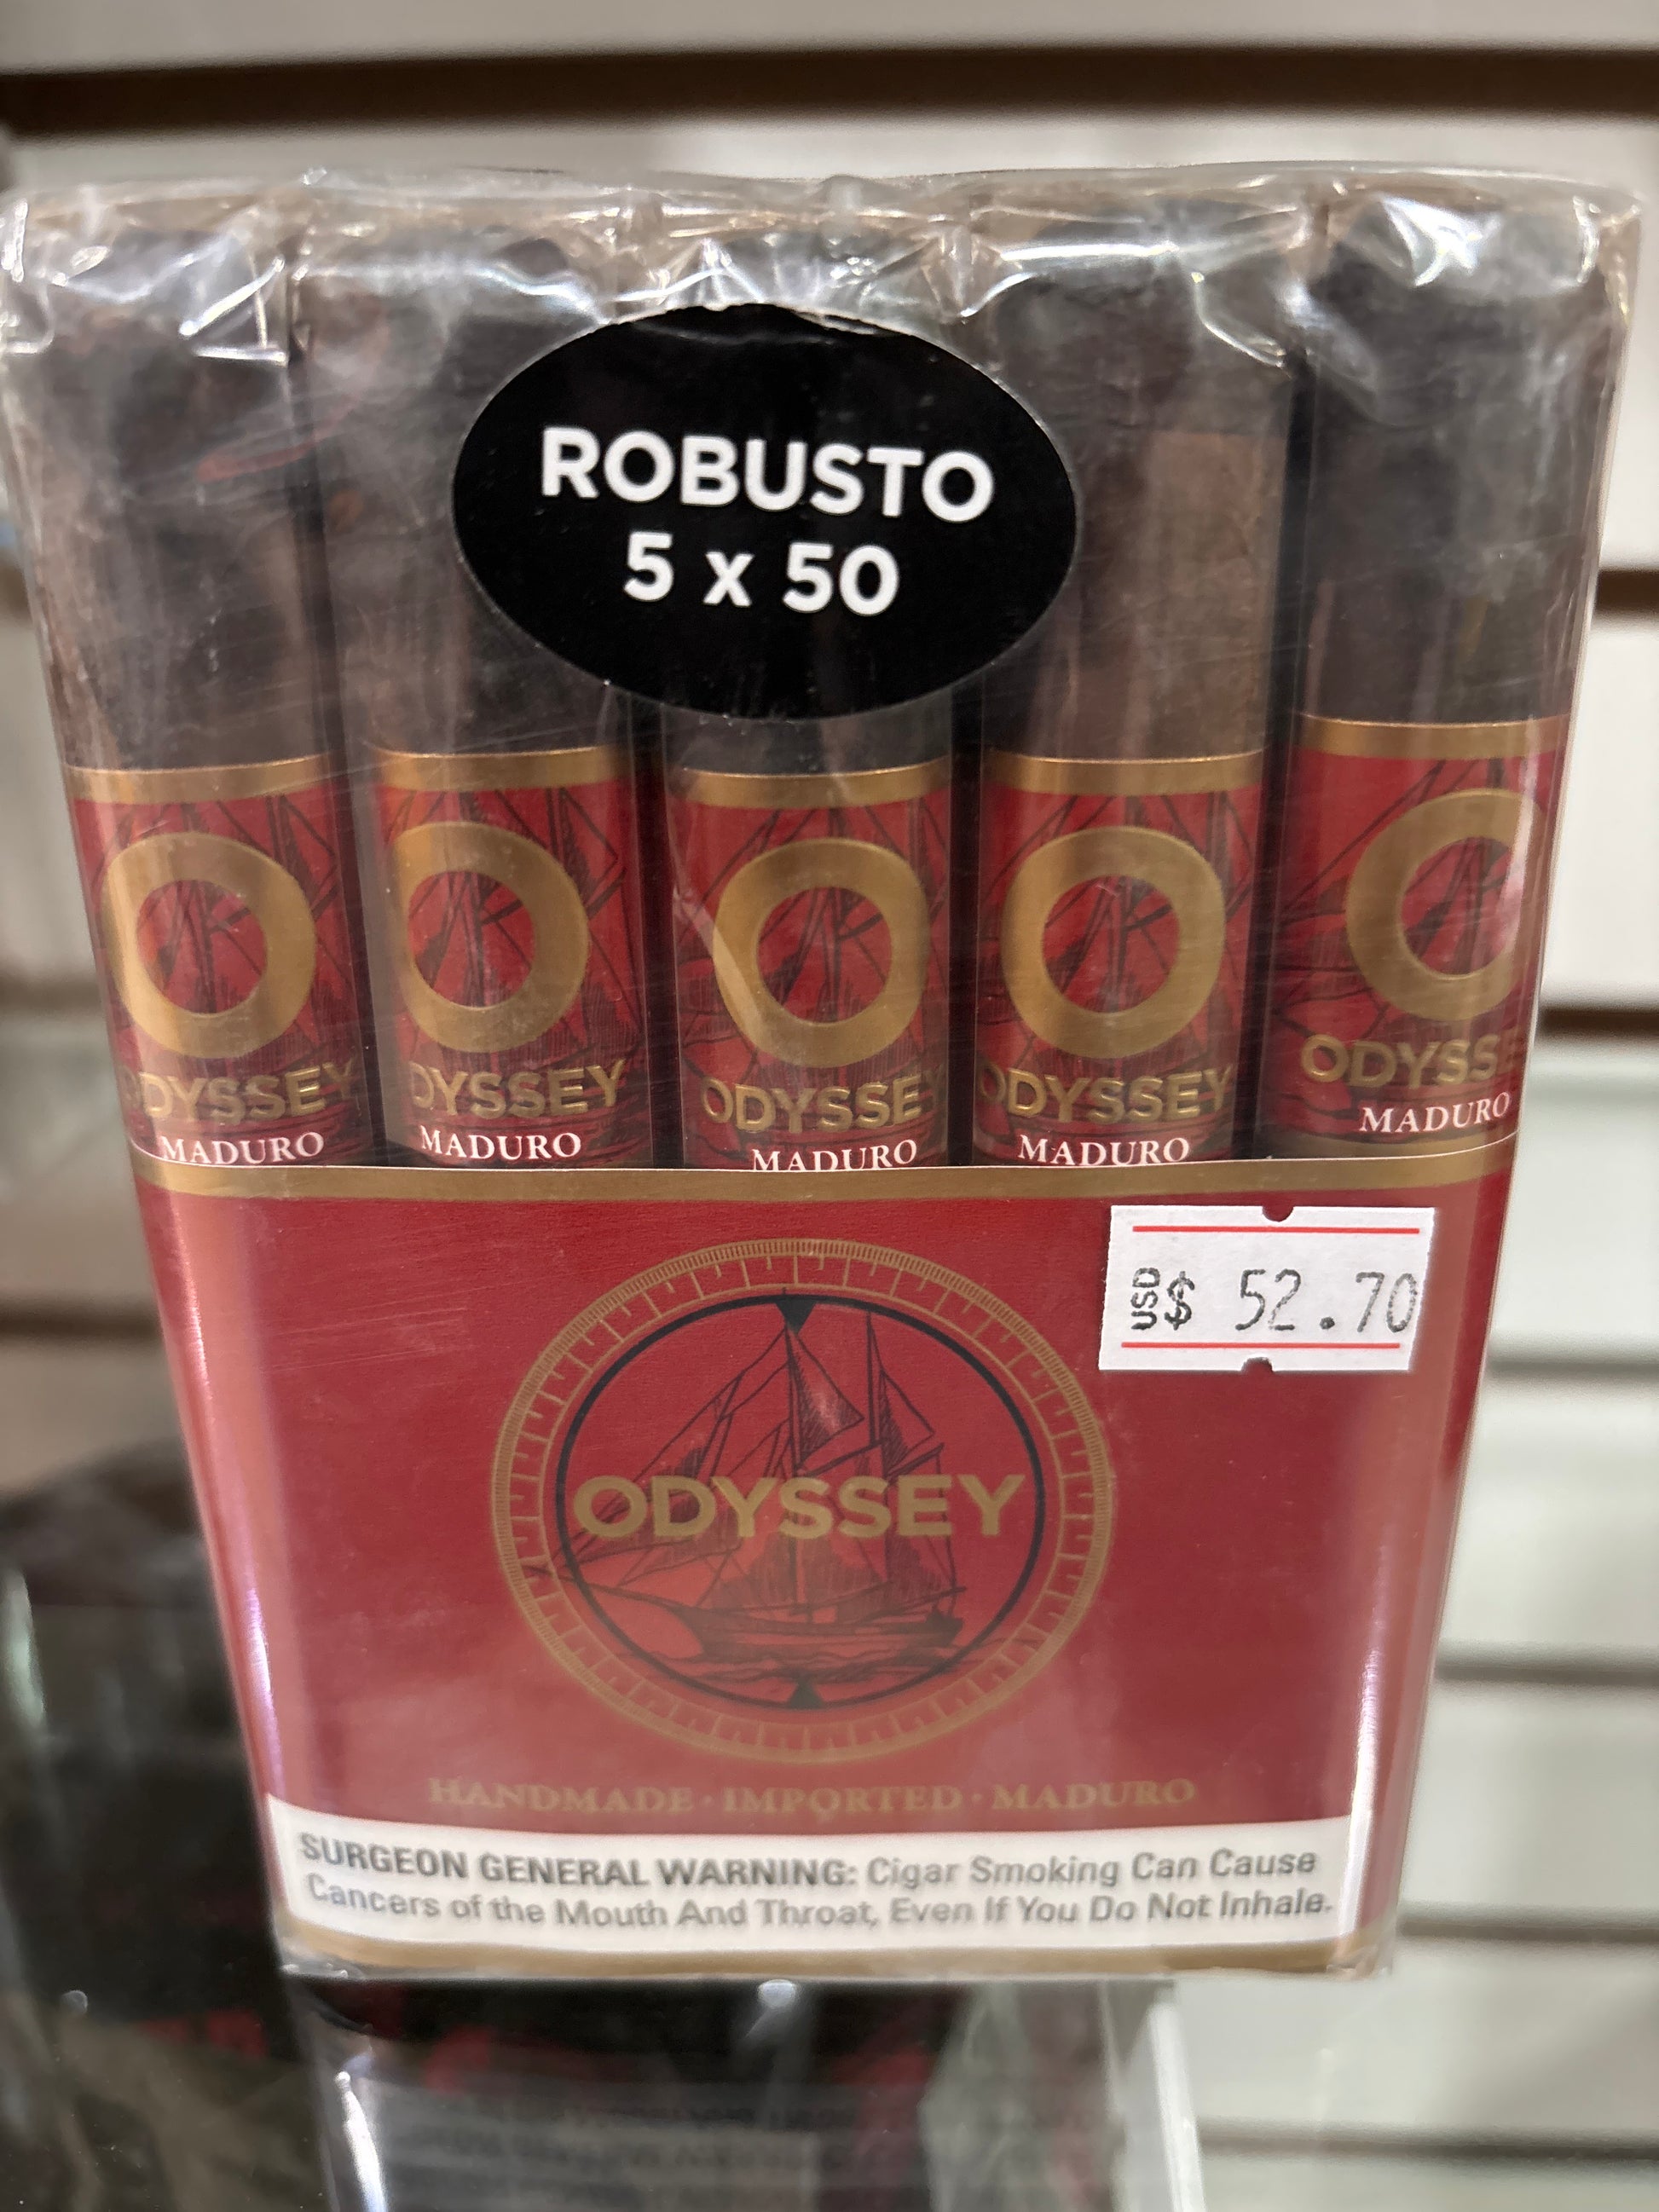 ROBUSTO
5 x 50
ODYSSEY
MADURO
ODYSSEY
MADURO
ODYSSEY
MADURO
ODYSSEY
MADURO
ODYSSE
MADURO
USD $ 52.70
ODYSSEY
HANDMADE · IMPORTED · MADURO
SURGEON GENERAL WARNING: Cigar Smoking Can Cause
Cancers of the Mouth And Throat, Even If You Do Not Inhale.